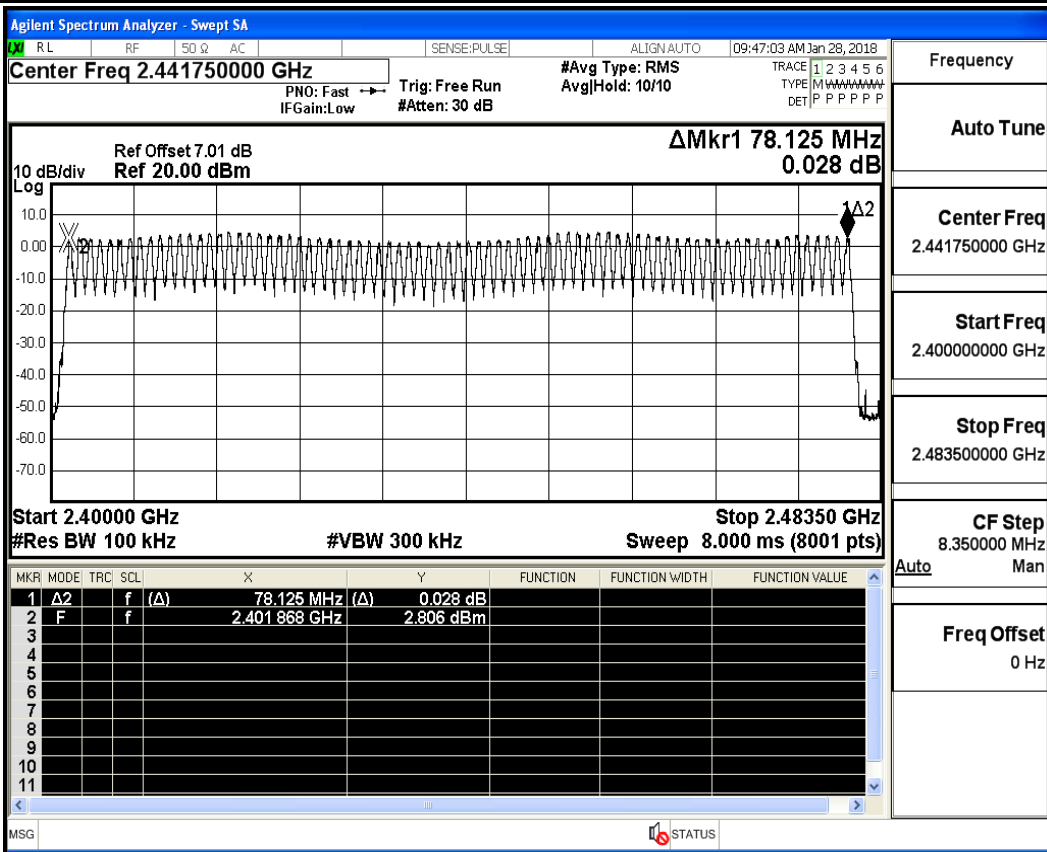 Agilent Spectrum Analyzer - Swept SA
LXI RL RF 50 Ω AC SENSE:PULSE ALIGN AUTO 09:47:03 AM Jan 28, 2018
Center Freq 2.441750000 GHz
PNO: Fast
IFGain:Low
Trig: Free Run
#Atten: 30 dB
#Avg Type: RMS
Avg|Hold: 10/10
TRACE 1 2 3 4 5 6
TYPE M W W W W W
DET P P P P P P
Frequency
Auto Tune
Center Freq
2.441750000 GHz
Start Freq
2.400000000 GHz
Stop Freq
2.483500000 GHz
CF Step
8.350000 MHz
Auto Man
Freq Offset
0 Hz
ΔMkr1 78.125 MHz
0.028 dB
Ref Offset 7.01 dB
10 dB/div Ref 20.00 dBm
Log
10.0
0.00
-10.0
-20.0
-30.0
-40.0
-50.0
-60.0
-70.0
2
1Δ2
Start 2.40000 GHz Stop 2.48350 GHz
#Res BW 100 kHz #VBW 300 kHz Sweep 8.000 ms (8001 pts)
MKR MODE TRC SCL X Y FUNCTION FUNCTION WIDTH FUNCTION VALUE
1 Δ2 f (Δ) 78.125 MHz (Δ) 0.028 dB
2 F f 2.401 868 GHz 2.806 dBm
3
4
5
6
7
8
9
10
11
MSG STATUS